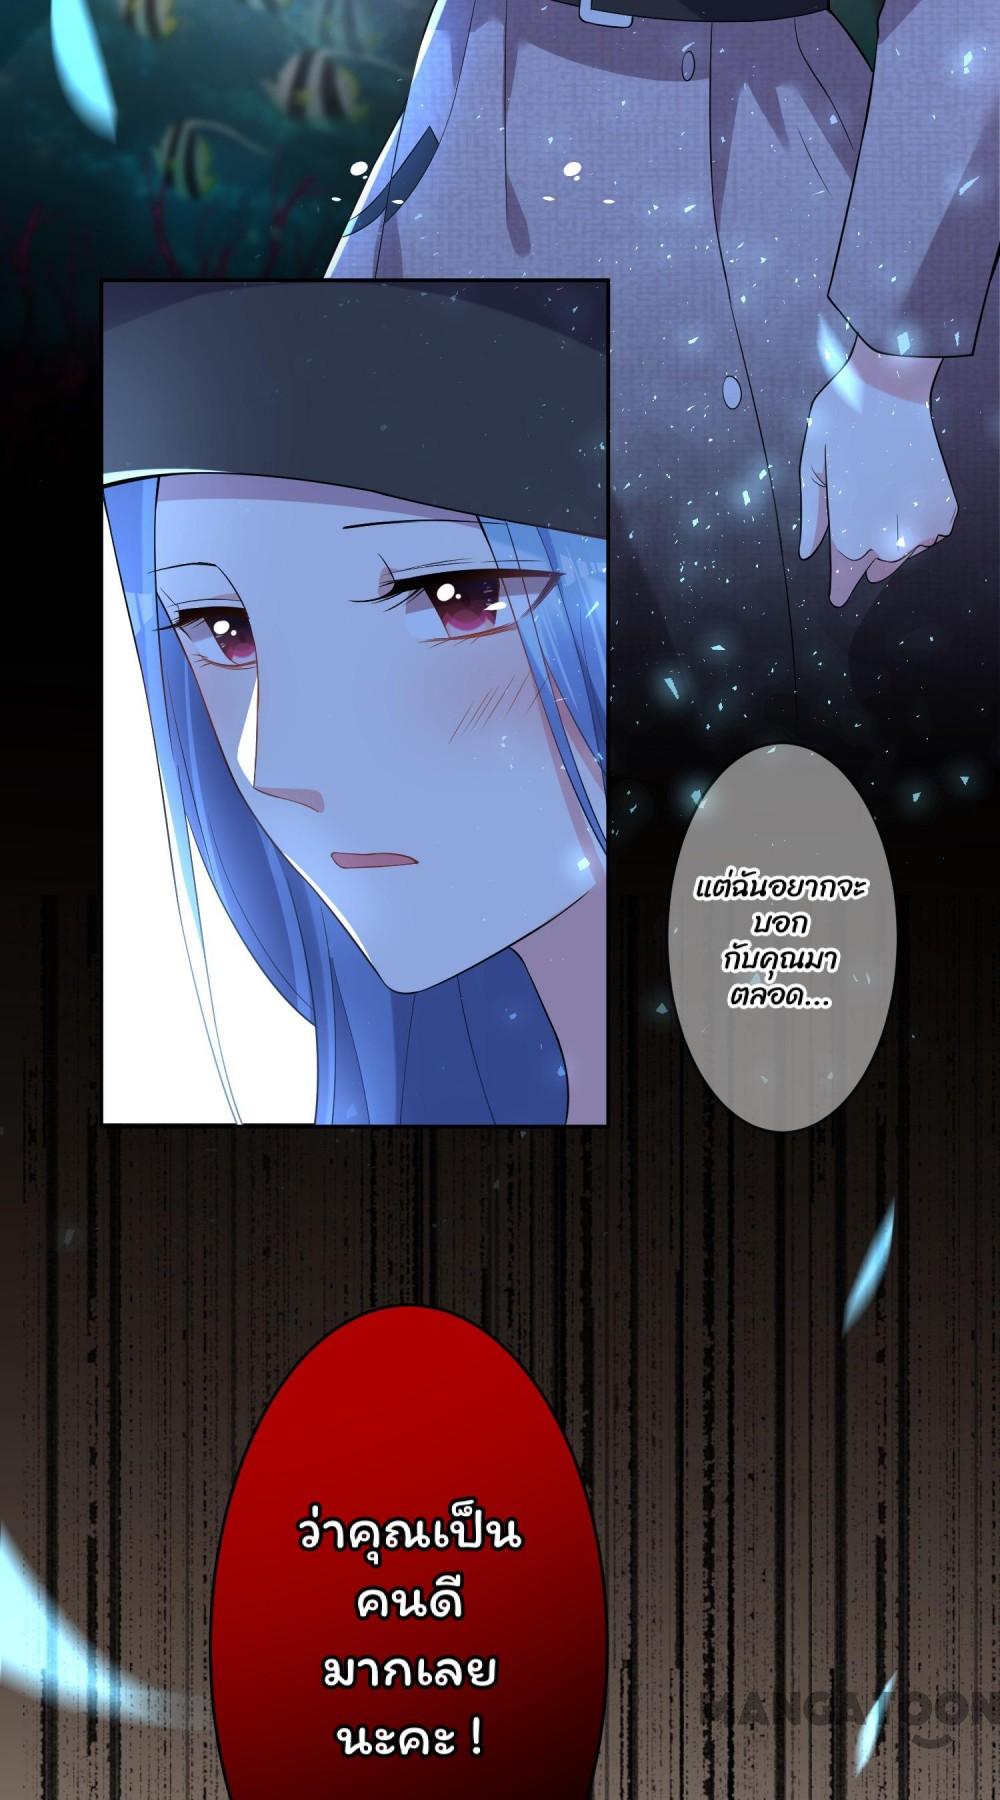 แต่ฉันอยากจะ
บอก
กับคุณมา
ตลอด...
ว่าคุณเป็น
คนดี
มากเลย
นะคะ !
MANGATOON